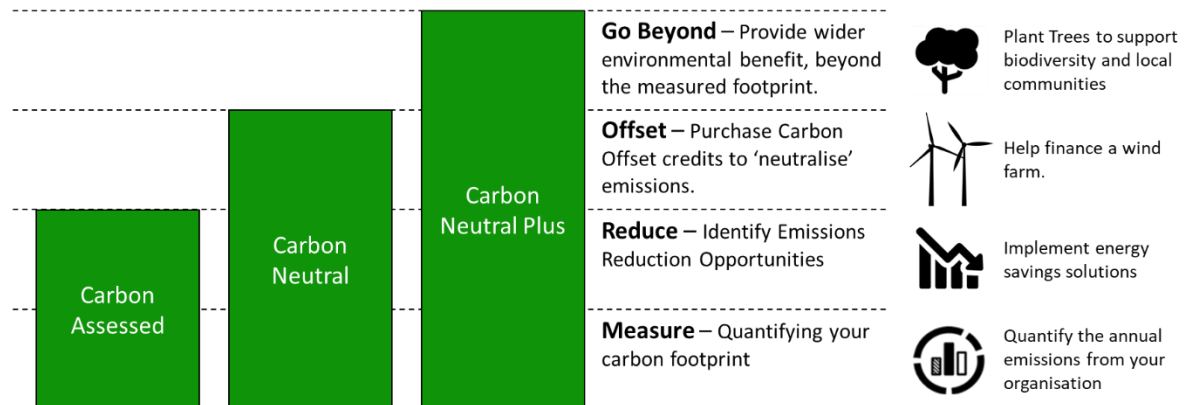 Carbon
Assessed
Carbon
Neutral
Carbon
Neutral Plus
Go Beyond – Provide wider
environmental benefit, beyond
the measured footprint.
Offset – Purchase Carbon
Offset credits to ‘neutralise’
emissions.
Reduce – Identify Emissions
Reduction Opportunities
Measure – Quantifying your
carbon footprint
Plant Trees to support
biodiversity and local
communities
Help finance a wind
farm.
Implement energy
savings solutions
Quantify the annual
emissions from your
organisation